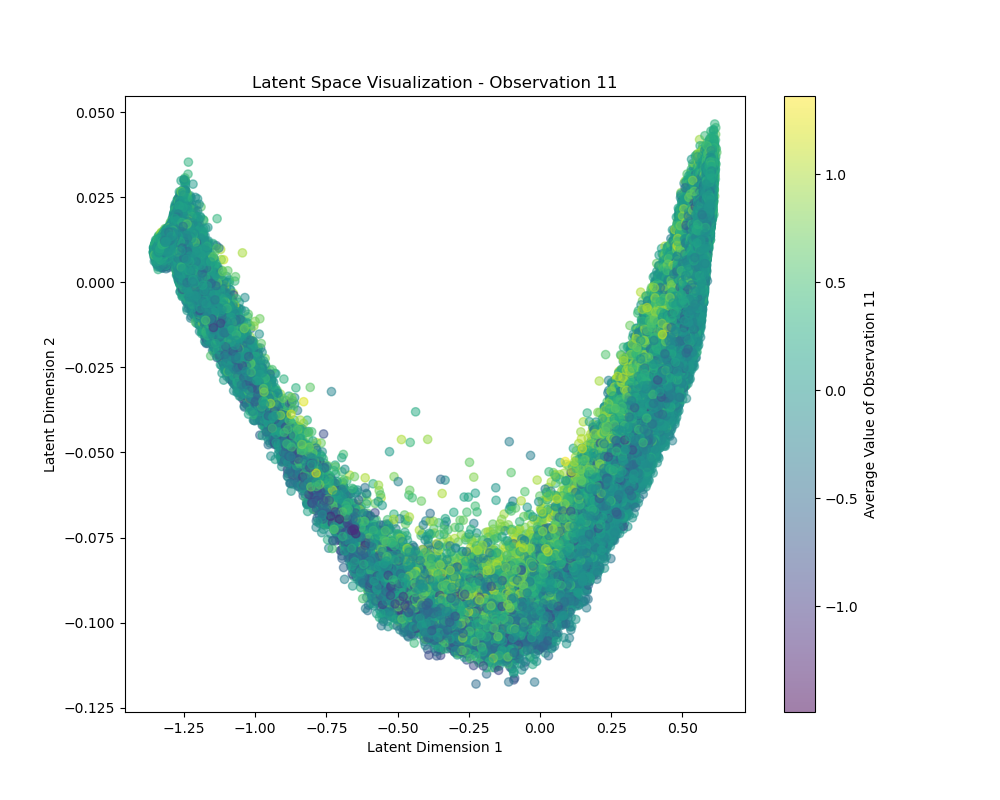 Latent Space Visualization - Observation 11
Latent Dimension 2
0.050
0.025
0.000
−0.025
−0.050
−0.075
−0.100
−0.125
−1.25 −1.00 −0.75 −0.50 −0.25 0.00 0.25 0.50
Latent Dimension 1
1.0
0.5
0.0
−0.5
−1.0
Average Value of Observation 11